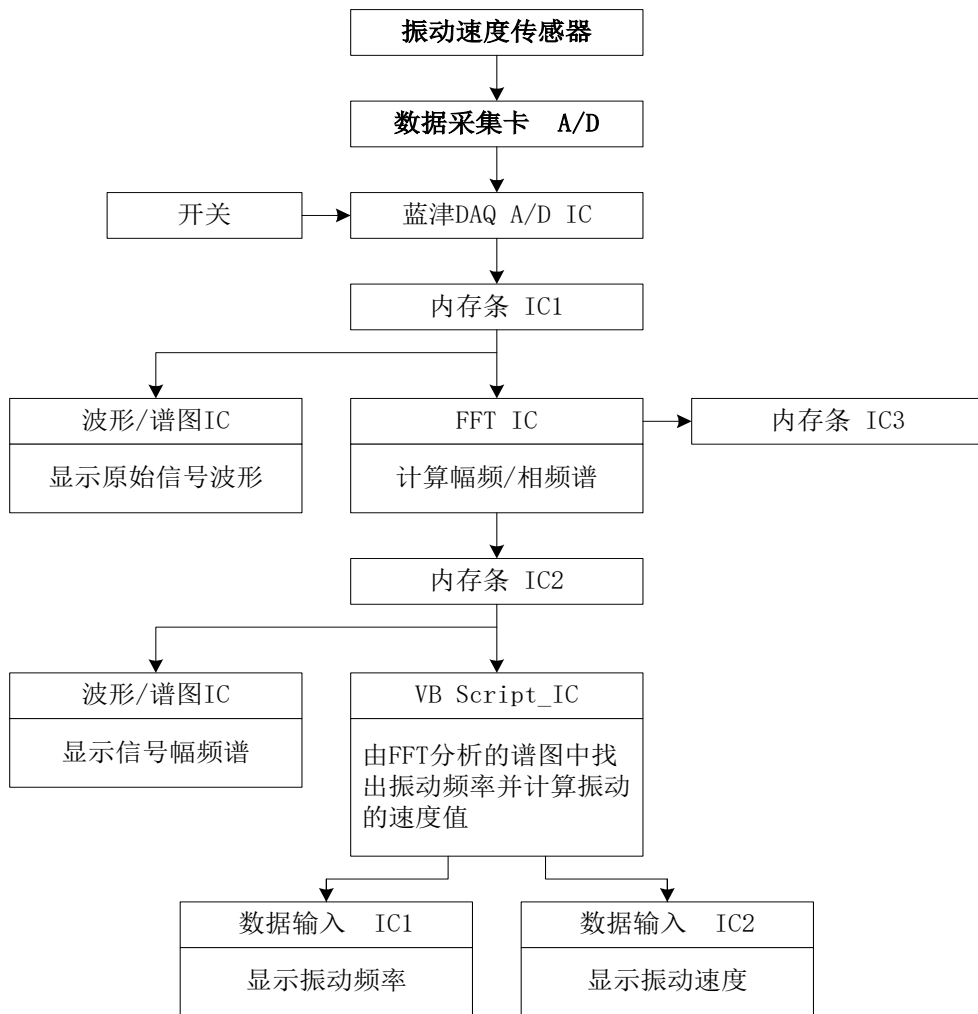 振动速度传感器
数据采集卡 A/D
开关
蓝津DAQ A/D IC
内存条 IC1
波形/谱图IC
显示原始信号波形
FFT IC
计算幅频/相频谱
内存条 IC3
内存条 IC2
波形/谱图IC
显示信号幅频谱
VB Script_IC
由FFT分析的谱图中找
出振动频率并计算振动
的速度值
数据输入 IC1
显示振动频率
数据输入 IC2
显示振动速度